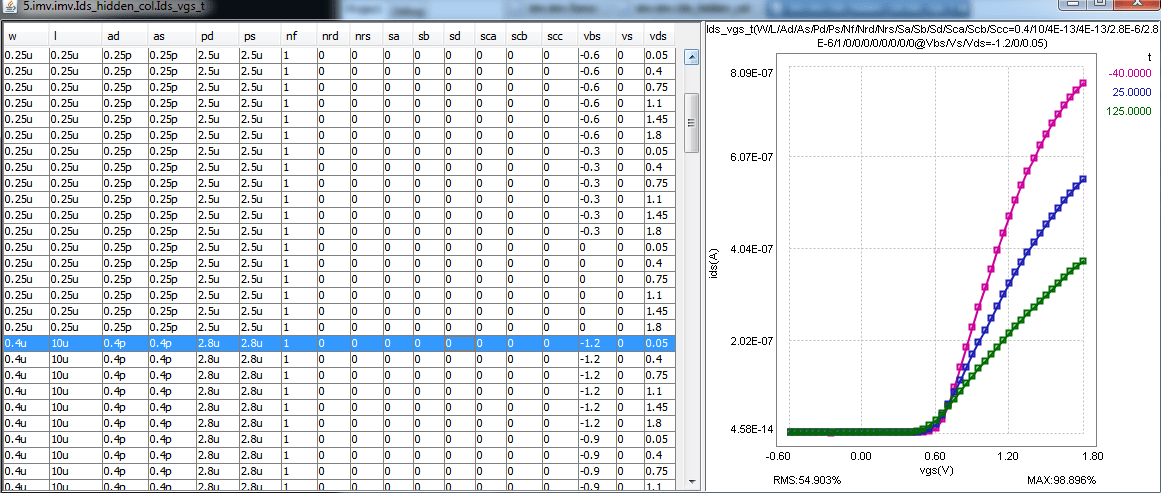 5.imv.imv.Ids_hidden_col.Ids_vgs_t
w l ad as pd ps nf nrd nrs sa sb sd sca scb scc vbs vs vds
0.25u 0.25u 0.25p 0.25p 2.5u 2.5u 1 0 0 0 0 0 0 0 0 -0.6 0 0.05
0.25u 0.25u 0.25p 0.25p 2.5u 2.5u 1 0 0 0 0 0 0 0 0 -0.6 0 0.4
0.25u 0.25u 0.25p 0.25p 2.5u 2.5u 1 0 0 0 0 0 0 0 0 -0.6 0 0.75
0.25u 0.25u 0.25p 0.25p 2.5u 2.5u 1 0 0 0 0 0 0 0 0 -0.6 0 1.1
0.25u 0.25u 0.25p 0.25p 2.5u 2.5u 1 0 0 0 0 0 0 0 0 -0.6 0 1.45
0.25u 0.25u 0.25p 0.25p 2.5u 2.5u 1 0 0 0 0 0 0 0 0 -0.6 0 1.8
0.25u 0.25u 0.25p 0.25p 2.5u 2.5u 1 0 0 0 0 0 0 0 0 -0.3 0 0.05
0.25u 0.25u 0.25p 0.25p 2.5u 2.5u 1 0 0 0 0 0 0 0 0 -0.3 0 0.4
0.25u 0.25u 0.25p 0.25p 2.5u 2.5u 1 0 0 0 0 0 0 0 0 -0.3 0 0.75
0.25u 0.25u 0.25p 0.25p 2.5u 2.5u 1 0 0 0 0 0 0 0 0 -0.3 0 1.1
0.25u 0.25u 0.25p 0.25p 2.5u 2.5u 1 0 0 0 0 0 0 0 0 -0.3 0 1.45
0.25u 0.25u 0.25p 0.25p 2.5u 2.5u 1 0 0 0 0 0 0 0 0 -0.3 0 1.8
0.25u 0.25u 0.25p 0.25p 2.5u 2.5u 1 0 0 0 0 0 0 0 0 0 0 0.05
0.25u 0.25u 0.25p 0.25p 2.5u 2.5u 1 0 0 0 0 0 0 0 0 0 0 0.4
0.25u 0.25u 0.25p 0.25p 2.5u 2.5u 1 0 0 0 0 0 0 0 0 0 0 0.75
0.25u 0.25u 0.25p 0.25p 2.5u 2.5u 1 0 0 0 0 0 0 0 0 0 0 1.1
0.25u 0.25u 0.25p 0.25p 2.5u 2.5u 1 0 0 0 0 0 0 0 0 0 0 1.45
0.25u 0.25u 0.25p 0.25p 2.5u 2.5u 1 0 0 0 0 0 0 0 0 0 0 1.8
0.4u 10u 0.4p 0.4p 2.8u 2.8u 1 0 0 0 0 0 0 0 0 -1.2 0 0.05
0.4u 10u 0.4p 0.4p 2.8u 2.8u 1 0 0 0 0 0 0 0 0 -1.2 0 0.4
0.4u 10u 0.4p 0.4p 2.8u 2.8u 1 0 0 0 0 0 0 0 0 -1.2 0 0.75
0.4u 10u 0.4p 0.4p 2.8u 2.8u 1 0 0 0 0 0 0 0 0 -1.2 0 1.1
0.4u 10u 0.4p 0.4p 2.8u 2.8u 1 0 0 0 0 0 0 0 0 -1.2 0 1.45
0.4u 10u 0.4p 0.4p 2.8u 2.8u 1 0 0 0 0 0 0 0 0 -1.2 0 1.8
0.4u 10u 0.4p 0.4p 2.8u 2.8u 1 0 0 0 0 0 0 0 0 -0.9 0 0.05
0.4u 10u 0.4p 0.4p 2.8u 2.8u 1 0 0 0 0 0 0 0 0 -0.9 0 0.4
0.4u 10u 0.4p 0.4p 2.8u 2.8u 1 0 0 0 0 0 0 0 0 -0.9 0 0.75
0.4u 10u 0.4p 0.4p 2.8u 2.8u 1 0 0 0 0 0 0 0 0 -0.9 0 1.1
Ids_vgs_t(W/L/Ad/As/Pd/Ps/Nf/Nrd/Nrs/Sa/Sb/Sd/Sca/Scb/Scc=0.4/10/4E-13/4E-13/2.8E-6/2.8
E-6/1/0/0/0/0/0/0/0/0@Vbs/Vs/Vds=-1.2/0/0.05)
t
-40.0000
25.0000
125.0000
8.09E-07
6.07E-07
4.04E-07
2.02E-07
4.58E-14
ids(A)
-0.60 0.00 0.60 1.20 1.80
vgs(V)
RMS:54.903% MAX:98.896%